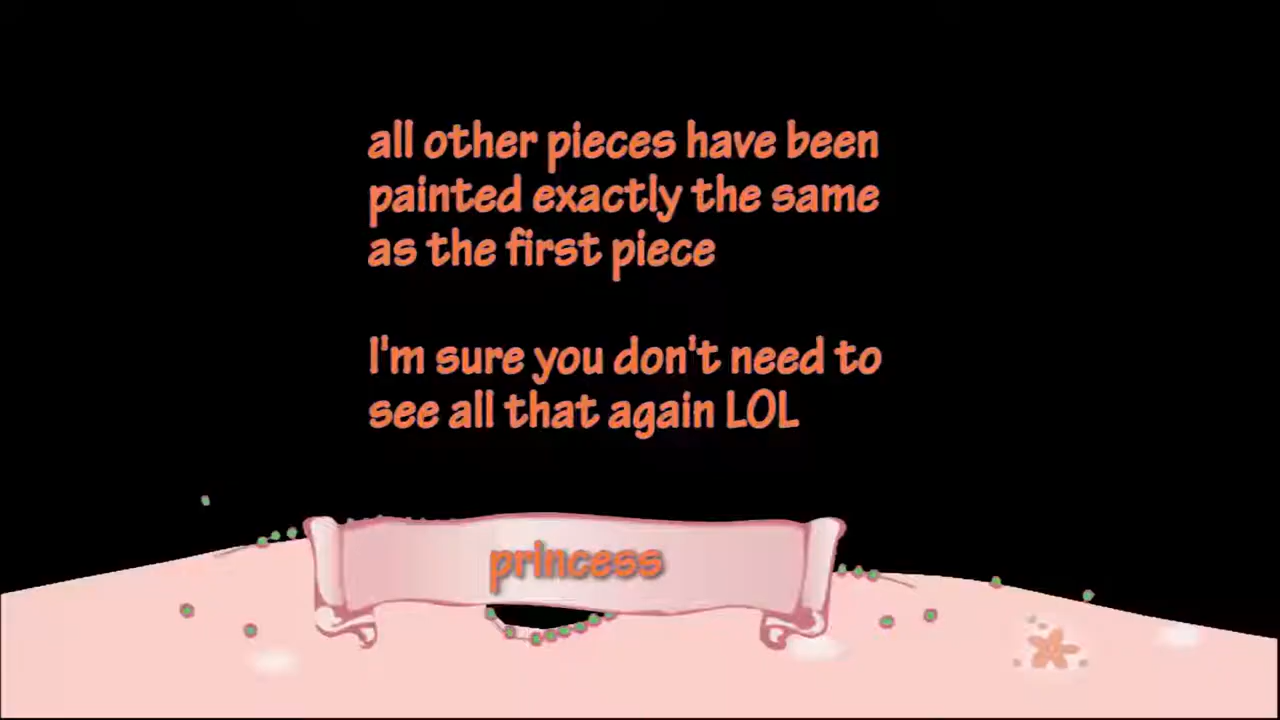 all other pieces have been
painted exactly the same
as the first piece
I'm sure you don't need to
see all that again LOL
princess